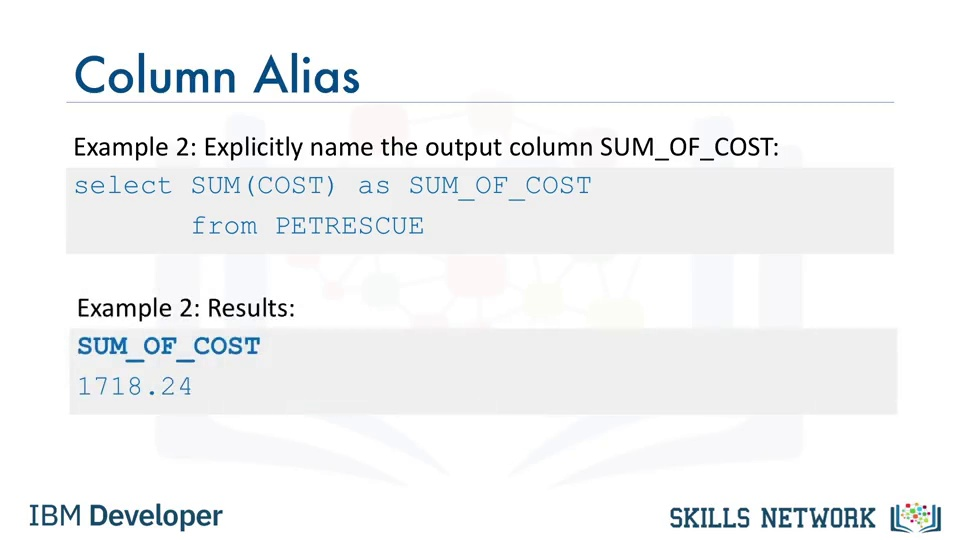 Column Alias
Example 2: Explicitly name the output column SUM_OF_COST:
select SUM(COST) as SUM_OF_COST
from PETRESCUE
Example 2: Results:
SUM_OF_COST
1718.24
IBM Developer
SKILLS NETWORK